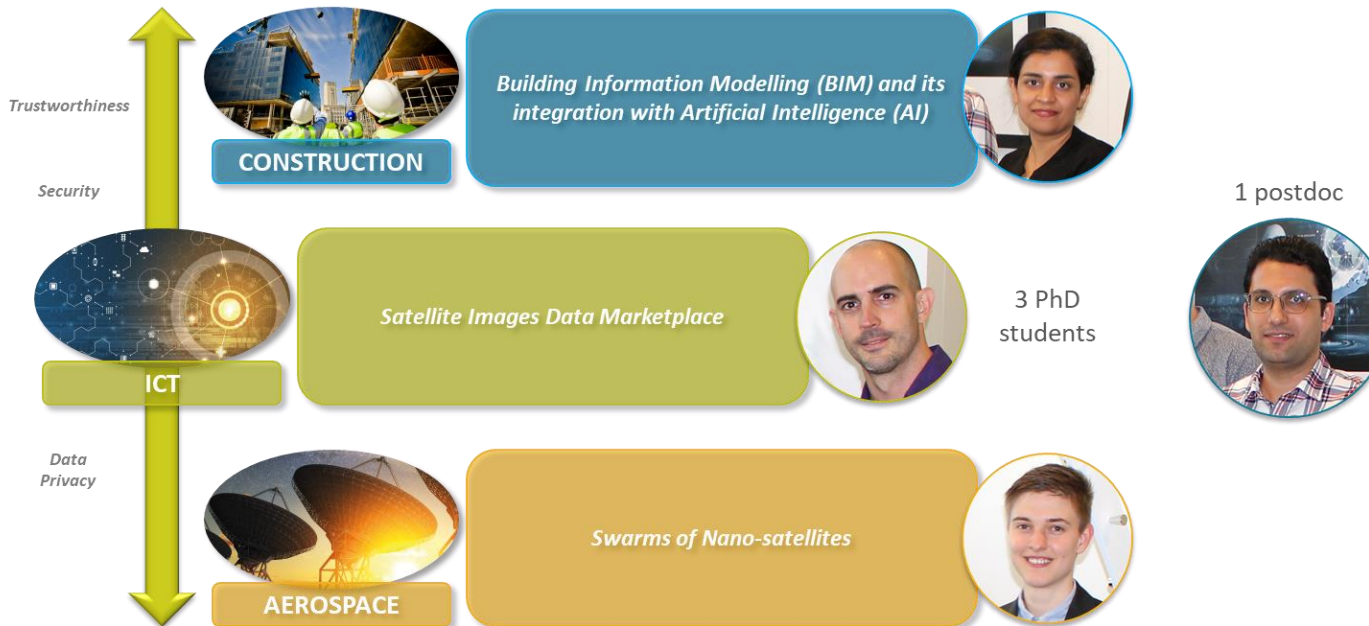 Trustworthiness
Building Information Modelling (BIM) and its
integration with Artificial Intelligence (AI)
CONSTRUCTION
Security
1 postdoc
Satellite Images Data Marketplace
3 PhD
students
ICT
Data
Privacy
Swarms of Nano-satellites
AEROSPACE